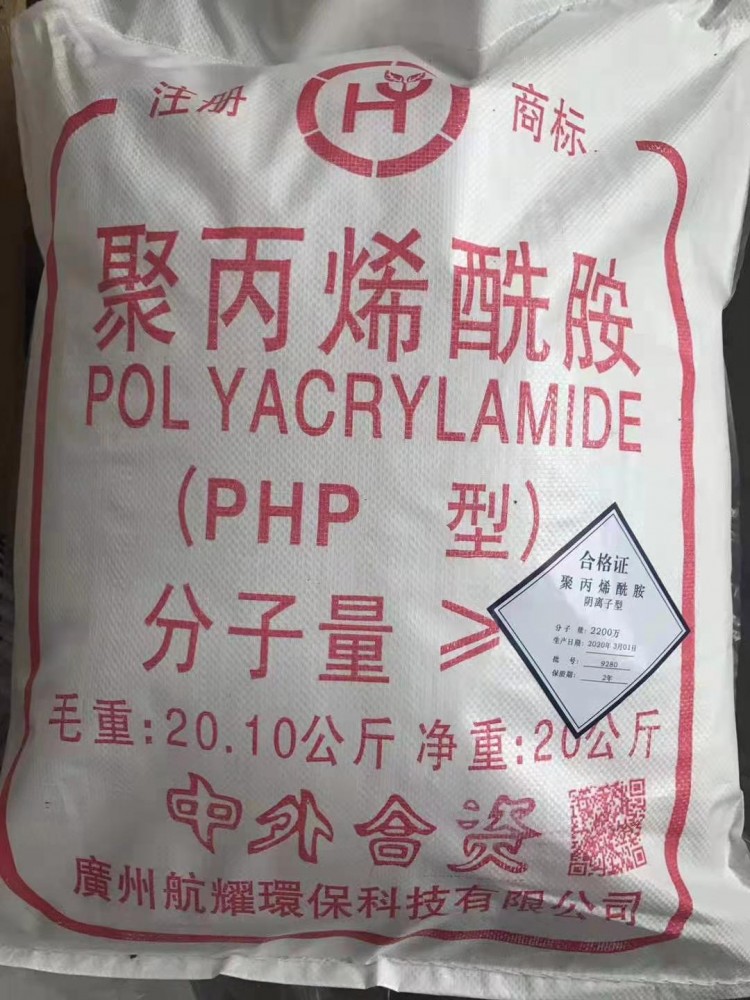 注册 H 商标
聚丙烯酰胺
POLYACRYLAMIDE
(PHP 型)
分子量 ≥
合格证
聚丙烯酰胺
阴离子型
分子量: 2200万
生产日期: 2020年3月01日
批 号: 9280
保质期: 2年
毛重:20.10公斤 净重:20公斤
中外合资
廣州航耀環保科技有限公司